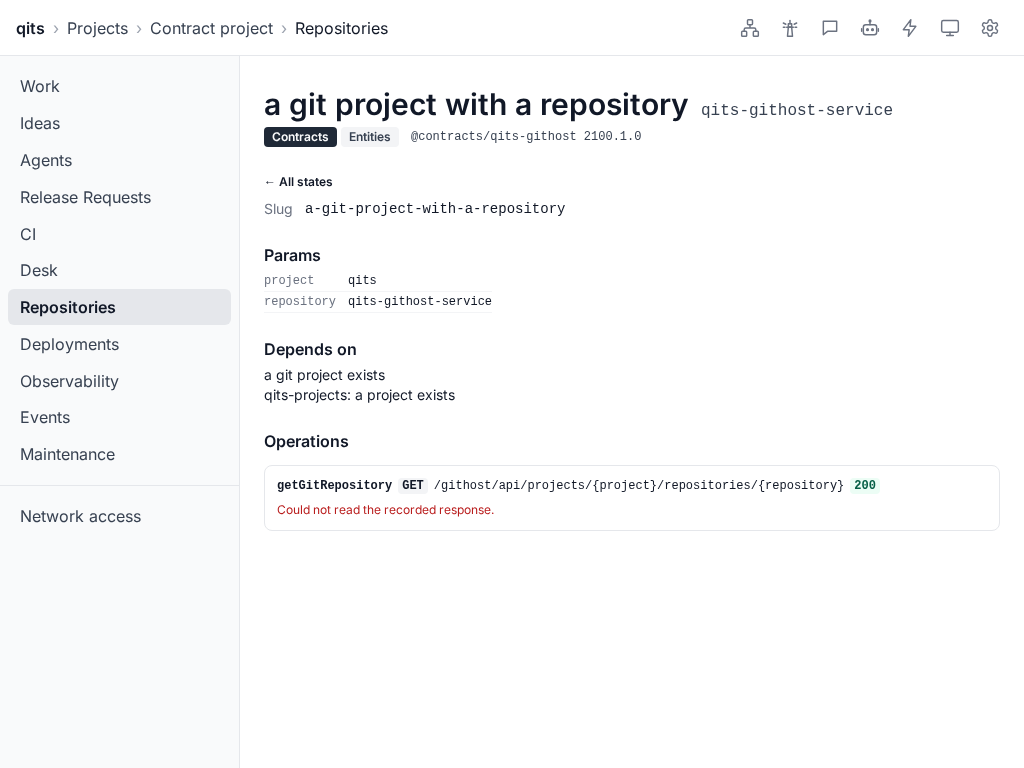 qits › Projects › Contract project › Repositories
Work
Ideas
Agents
Release Requests
CI
Desk
Repositories
Deployments
Observability
Events
Maintenance
Network access
a git project with a repository qits-githost-service
Contracts Entities @contracts/qits-githost 2100.1.0
← All states
Slug a-git-project-with-a-repository
Params
project qits
repository qits-githost-service
Depends on
a git project exists
qits-projects: a project exists
Operations
getGitRepository GET /githost/api/projects/{project}/repositories/{repository} 200
Could not read the recorded response.